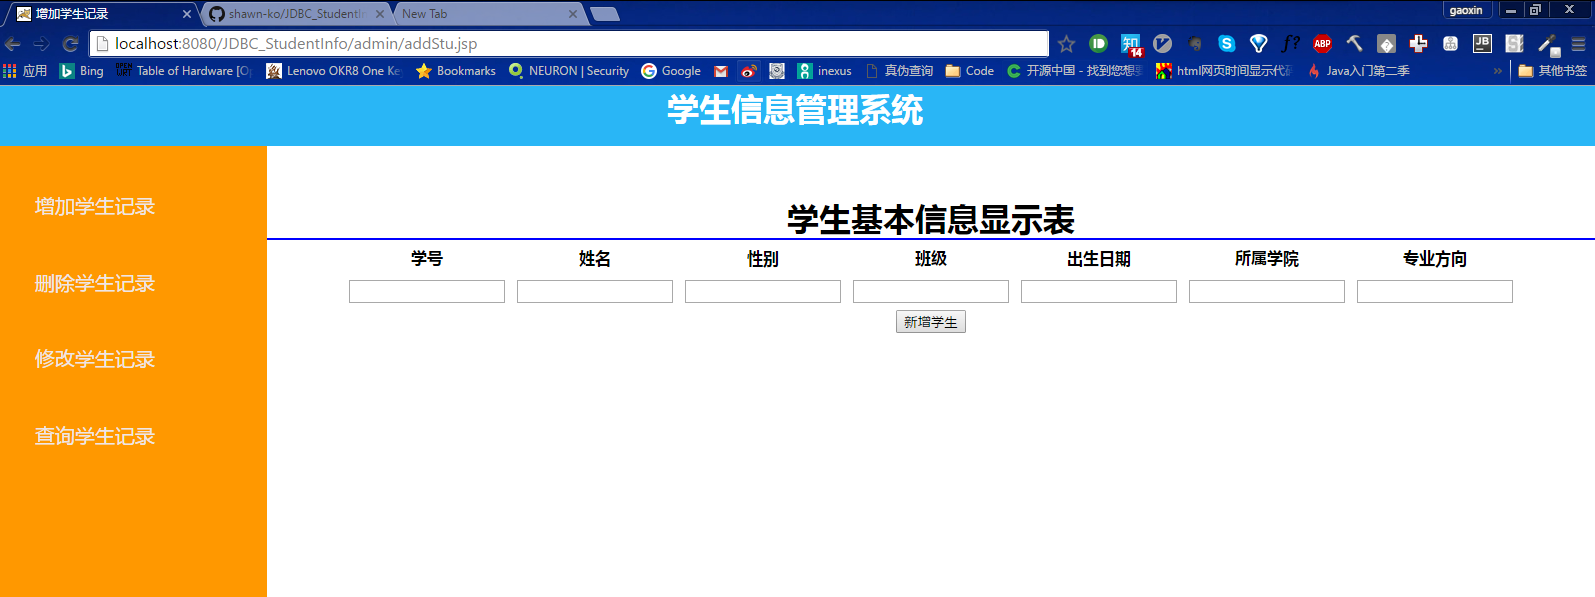 增加学生记录
shawn-ko/JDBC_StudentIn
New Tab
gaoxin
localhost:8080/JDBC_StudentInfo/admin/addStu.jsp
知 14
f?
ABP
JB
应用
Bing
Table of Hardware [Op
Lenovo OKR8 One Ke
Bookmarks
NEURON | Security
Google
inexus
真伪查询
Code
开源中国 - 找到您想
html网页时间显示代码
Java入门第二季
»
其他书签
学生信息管理系统
增加学生记录
删除学生记录
修改学生记录
查询学生记录
学生基本信息显示表
学号 姓名 性别 班级 出生日期 所属学院 专业方向
新增学生